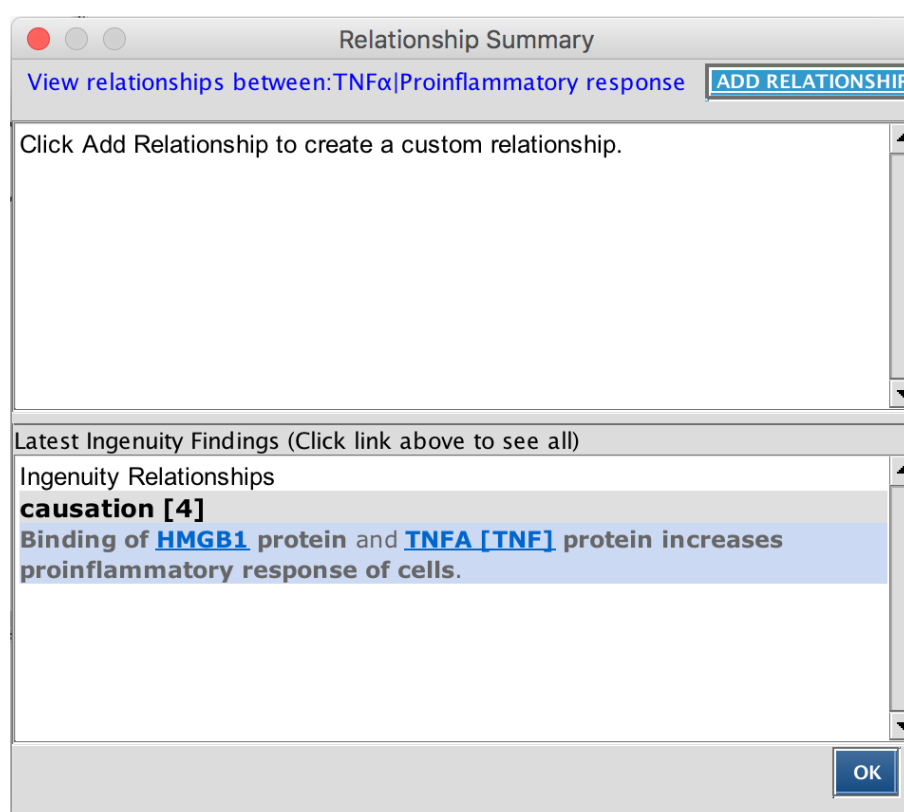 Relationship Summary
View relationships between:TNFα|Proinflammatory response ADD RELATIONSHIP
Click Add Relationship to create a custom relationship.
Latest Ingenuity Findings (Click link above to see all)
Ingenuity Relationships
causation [4]
Binding of HMGB1 protein and TNFA [TNF] protein increases
proinflammatory response of cells.
OK